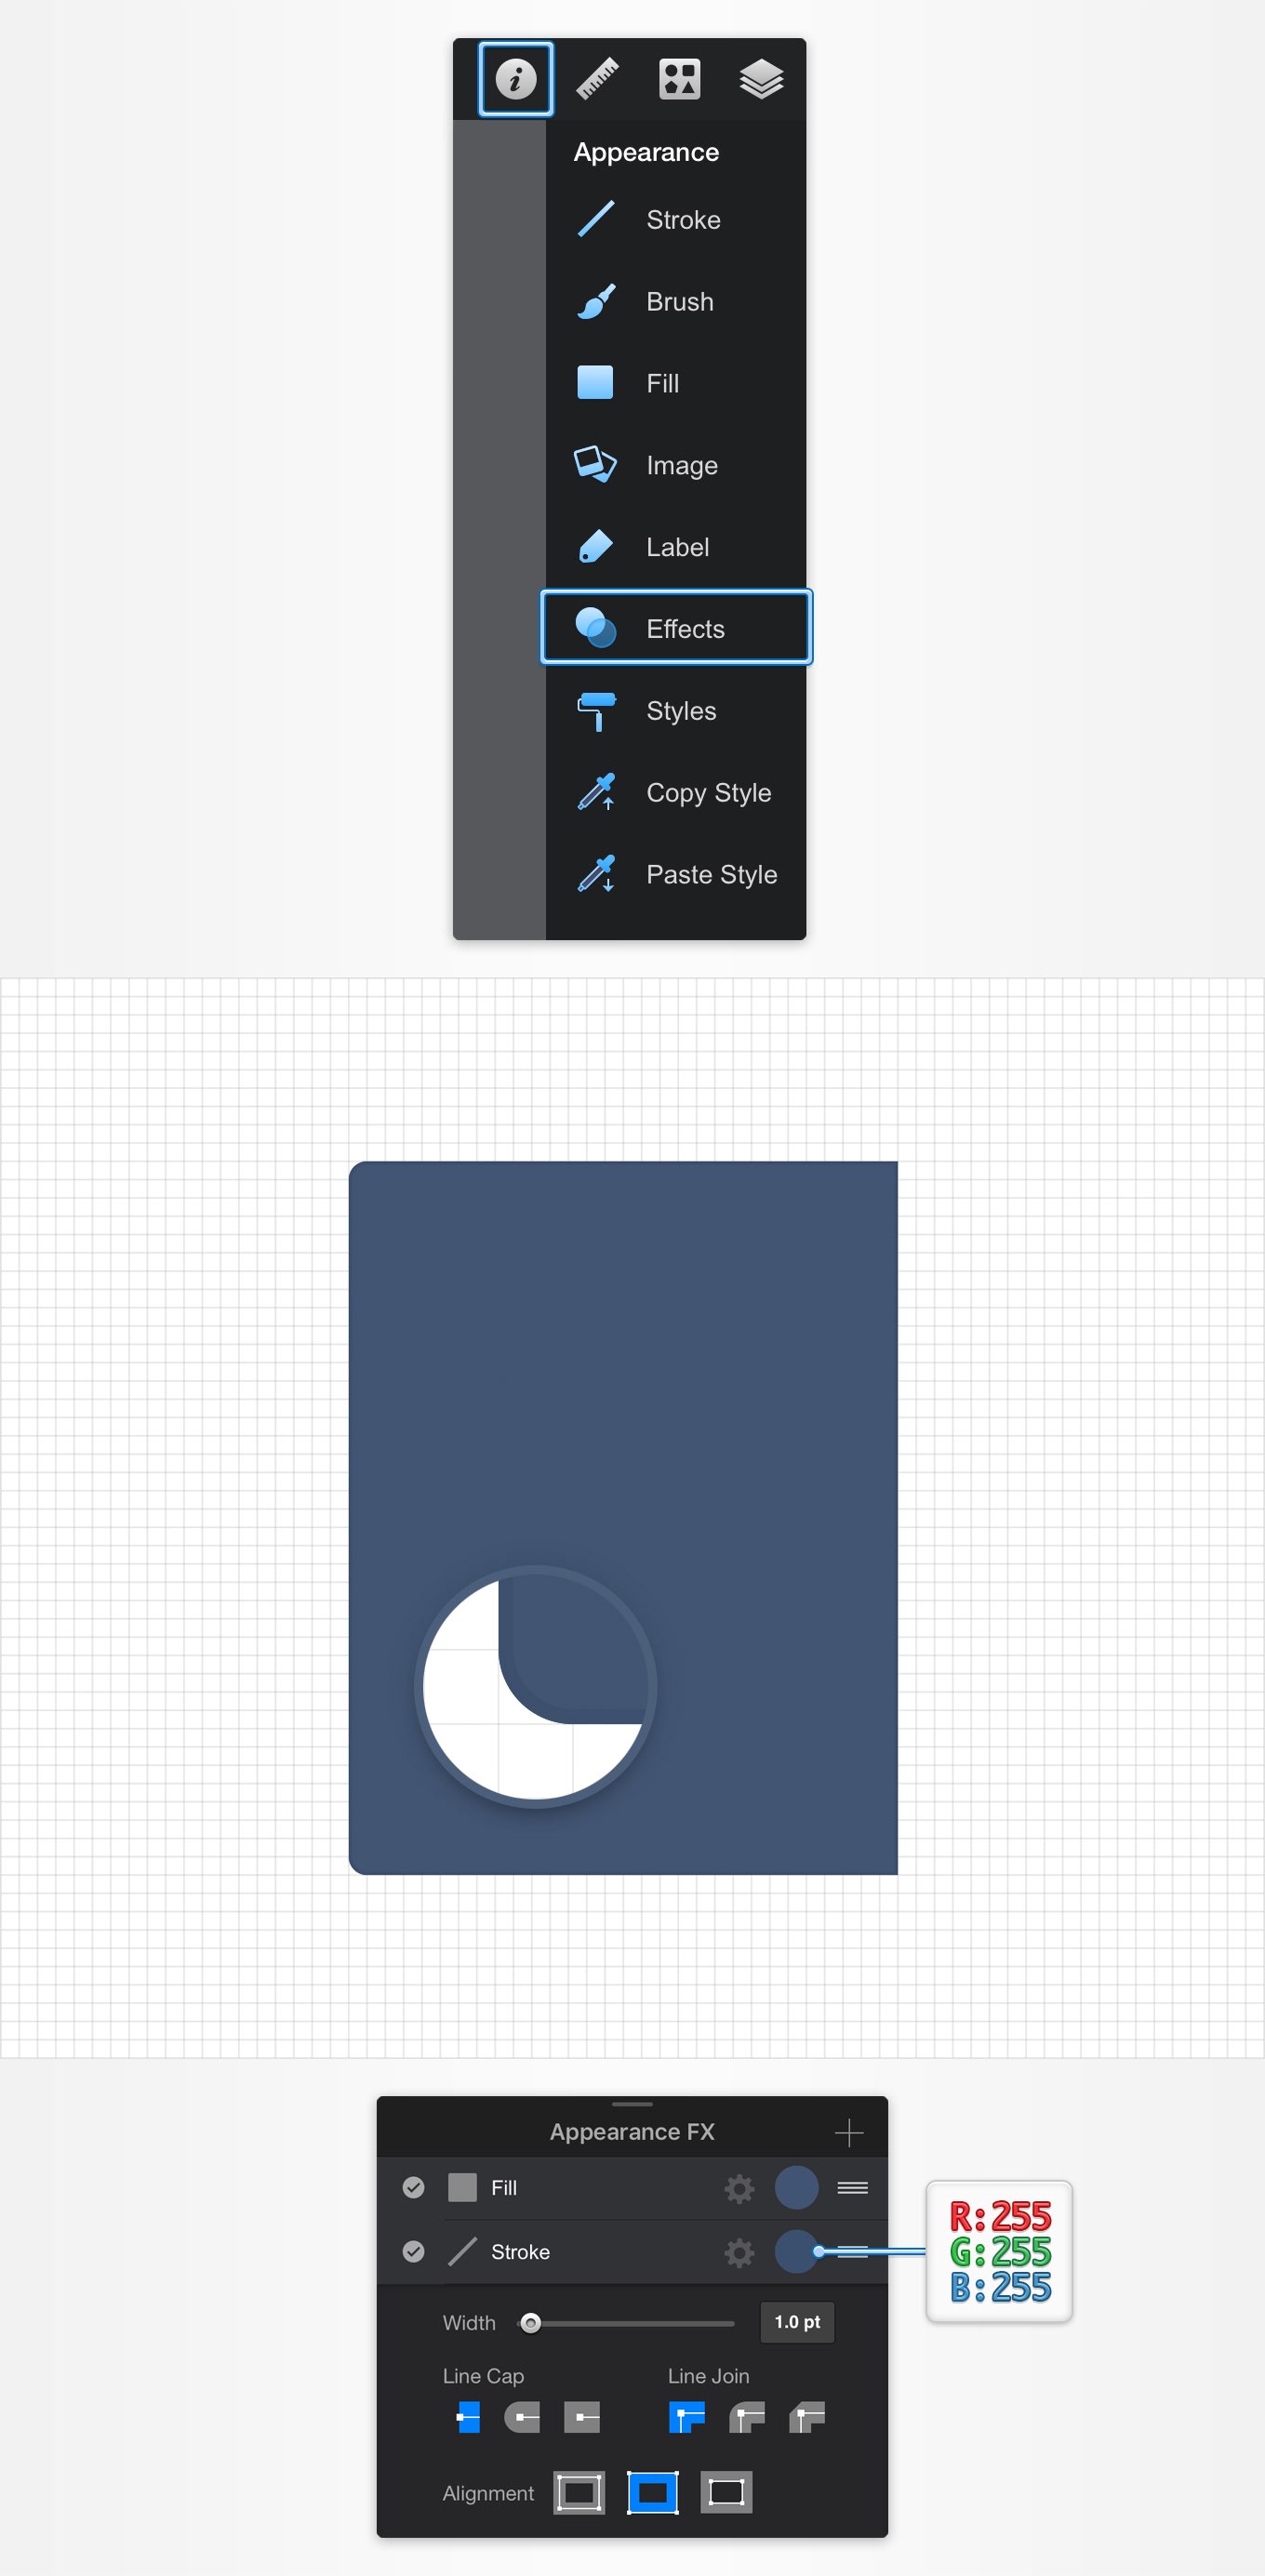 i
Appearance
Stroke
Brush
Fill
Image
Label
Effects
Styles
Copy Style
Paste Style
Appearance FX
Fill
Stroke
R:255
G:255
B:255
Width 1.0 pt
Line Cap Line Join
Alignment